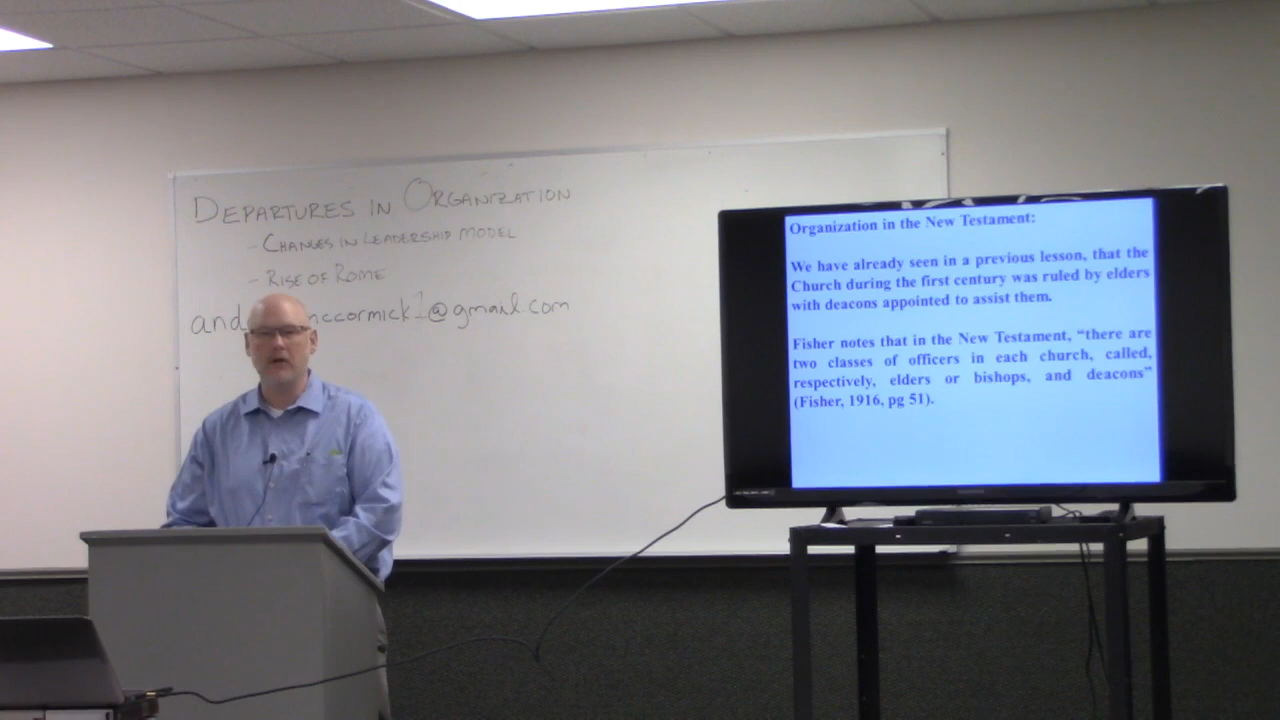 DEPARTURES IN ORGANIZATION
- CHANGES IN LEADERSHIP MODEL
- RISE OF ROME
@gmail.com
Organization in the New Testament:
We have already seen in a previous lesson, that the
Church during the first century was ruled by elders
with deacons appointed to assist them.
Fisher notes that in the New Testament, “there are
two classes of officers in each church, called,
respectively, elders or bishops, and deacons”
(Fisher, 1916, pg 51).